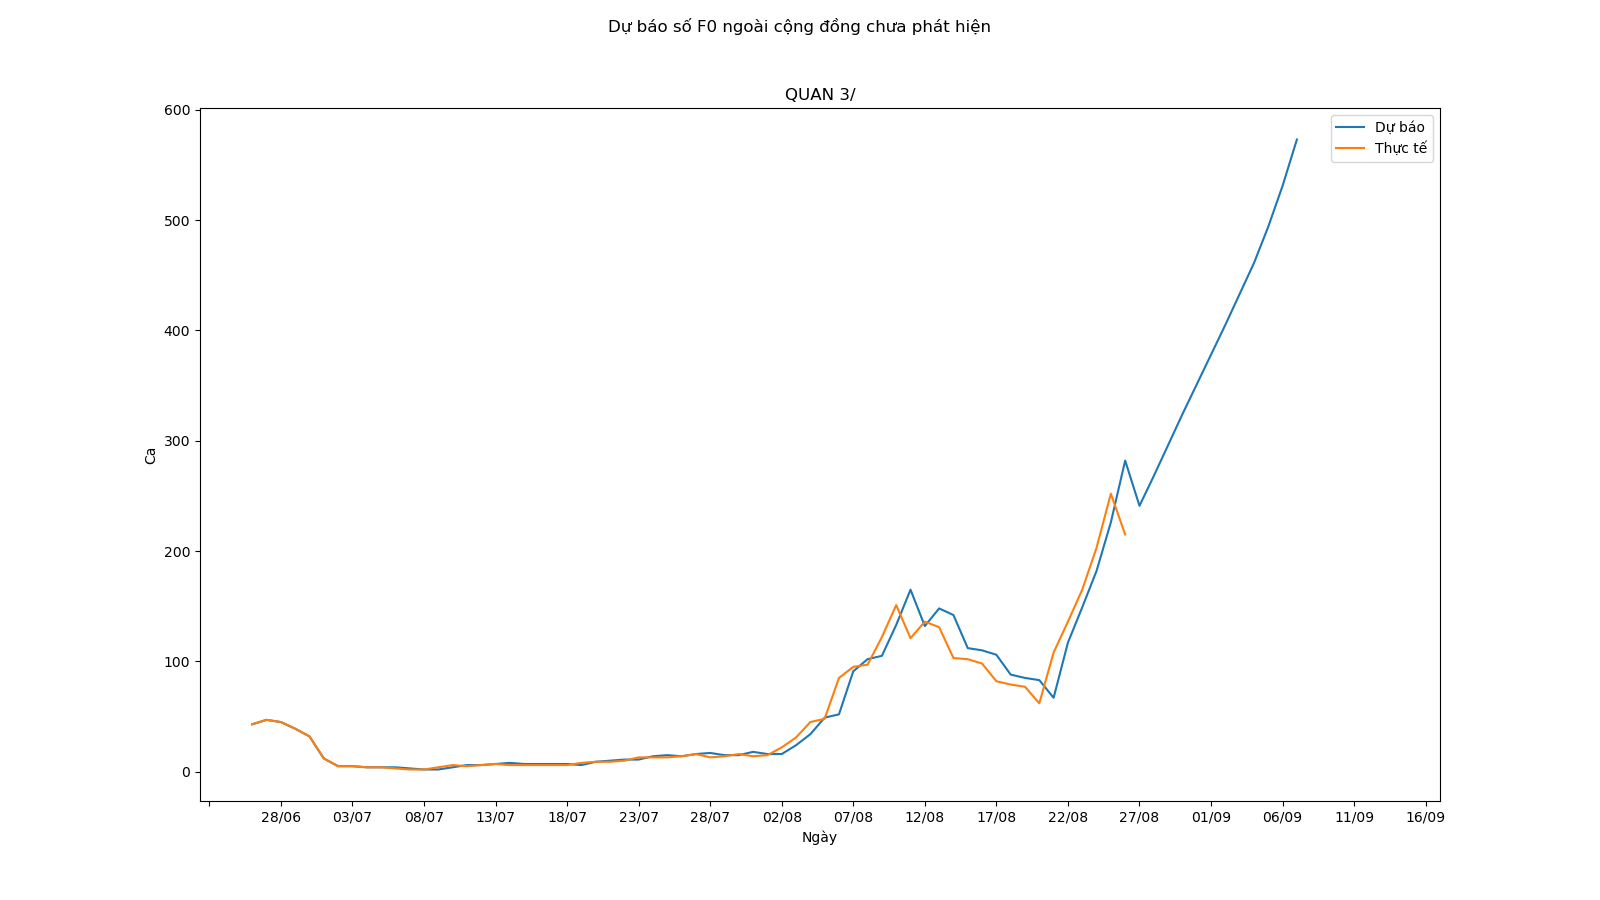 Dự báo số F0 ngoài cộng đồng chưa phát hiện
QUAN 3/
Dự báo
Thực tế
600
500
400
300
200
100
0
Ca
28/06 03/07 08/07 13/07 18/07 23/07 28/07 02/08 07/08 12/08 17/08 22/08 27/08 01/09 06/09 11/09 16/09
Ngày